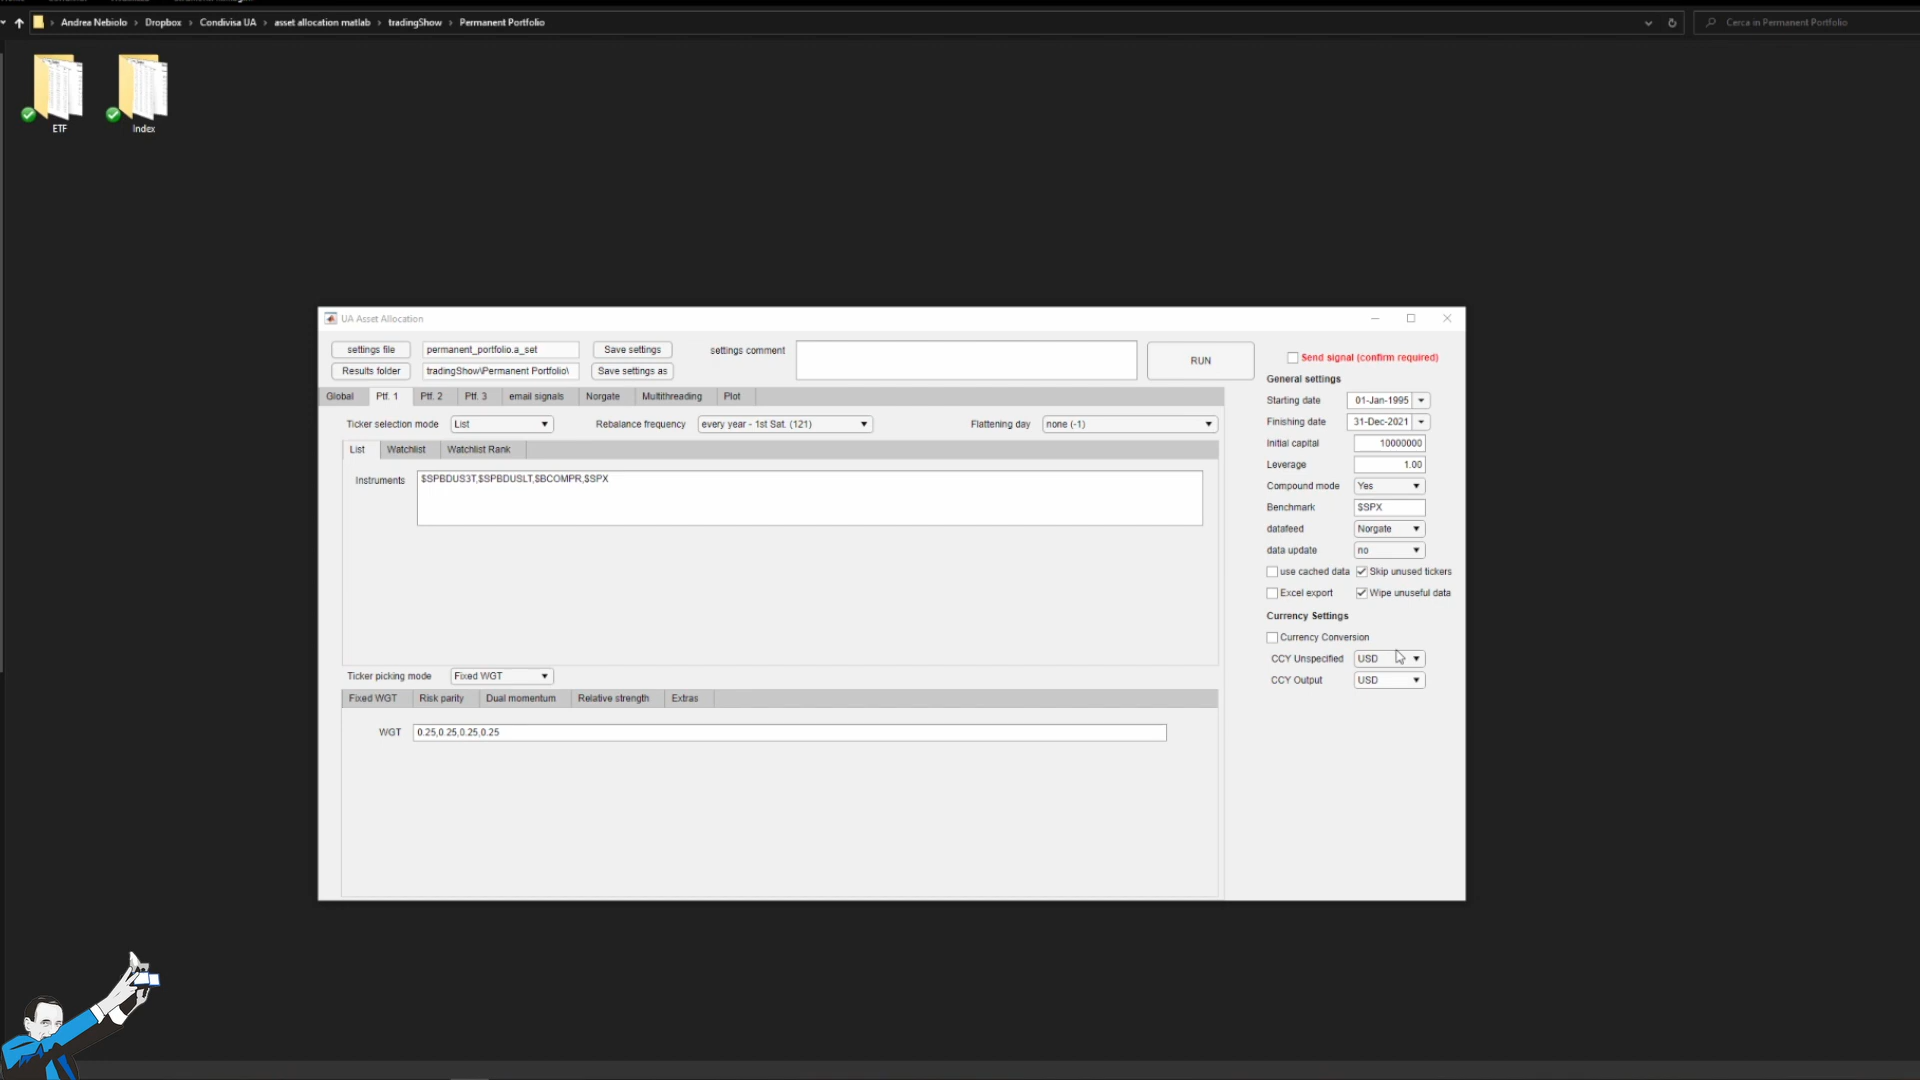 Andrea Nebiolo > Dropbox > Condivisa UA > asset allocation matlab > tradingShow > Permanent Portfolio
Cerca in Permanent Portfolio
ETF
Index
UA Asset Allocation
settings file
permanent_portfolio.a_set
Save settings
settings comment
RUN
Send signal (confirm required)
Results folder
tradingShow\Permanent Portfolio\
Save settings as
General settings
Global
Ptf. 1
Ptf. 2
Ptf. 3
email signals
Norgate
Multithreading
Plot
Starting date
01-Jan-1995
Finishing date
31-Dec-2021
Ticker selection mode
List
Rebalance frequency
every year - 1st Sat. (121)
Flattening day
none (-1)
Initial capital
10000000
List
Watchlist
Watchlist Rank
Leverage
1.00
Instruments
$SPBDUS3T,$SPBDUSLT,$BCOMPR,$SPX
Compound mode
Yes
Benchmark
$SPX
datafeed
Norgate
data update
no
use cached data
Skip unused tickers
Excel export
Wipe unuseful data
Currency Settings
Currency Conversion
CCY Unspecified
USD
CCY Output
USD
Ticker picking mode
Fixed WGT
Fixed WGT
Risk parity
Dual momentum
Relative strength
Extras
WGT
0.25,0.25,0.25,0.25